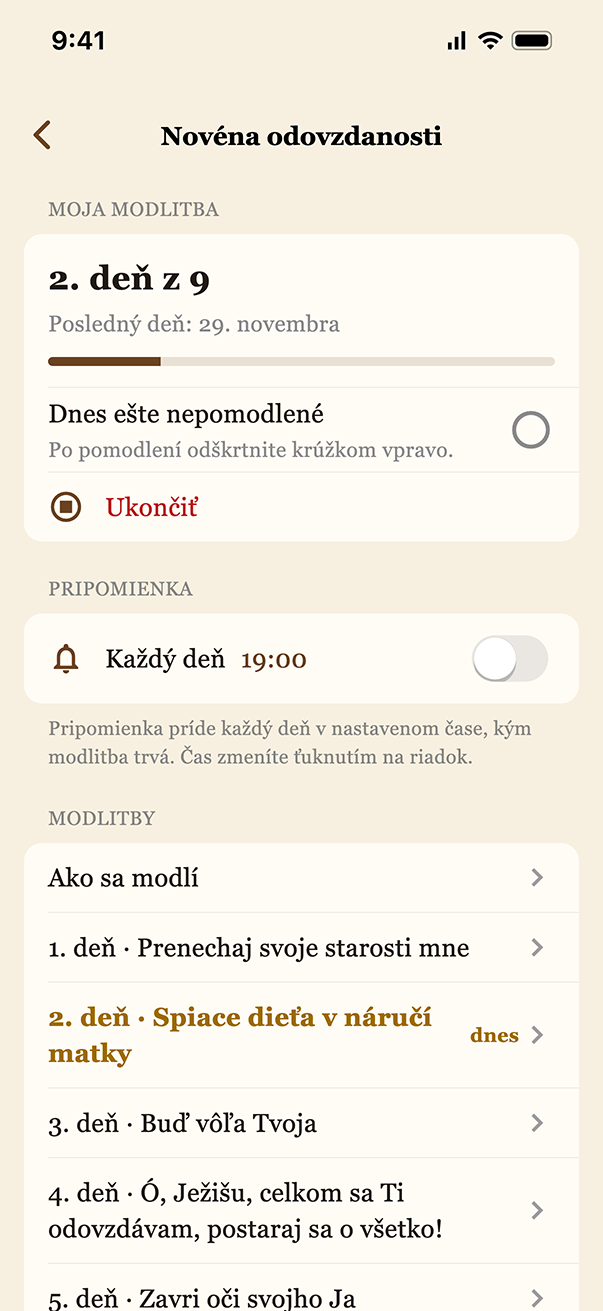 9:41
Novéna odovzdanosti
MOJA MODLITBA
2. deň z 9
Posledný deň: 29. novembra
Dnes ešte nepomodlené
Po pomodlení odškrtnite krúžkom vpravo.
Ukončiť
PRIPOMIENKA
Každý deň 19:00
Pripomienka príde každý deň v nastavenom čase, kým
modlitba trvá. Čas zmeníte ťuknutím na riadok.
MODLITBY
Ako sa modlí
1. deň · Prenechaj svoje starosti mne
2. deň · Spiace dieťa v náručí
matky
dnes
3. deň · Buď vôľa Tvoja
4. deň · Ó, Ježišu, celkom sa Ti
odovzdávam, postaraj sa o všetko!
5. deň · Zavri oči svojho Ja